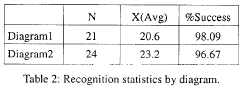 N X(Avg) %Success
Diagram1 21 20.6 98.09
Diagram2 24 23.2 96.67
Table 2: Recognition statistics by diagram.